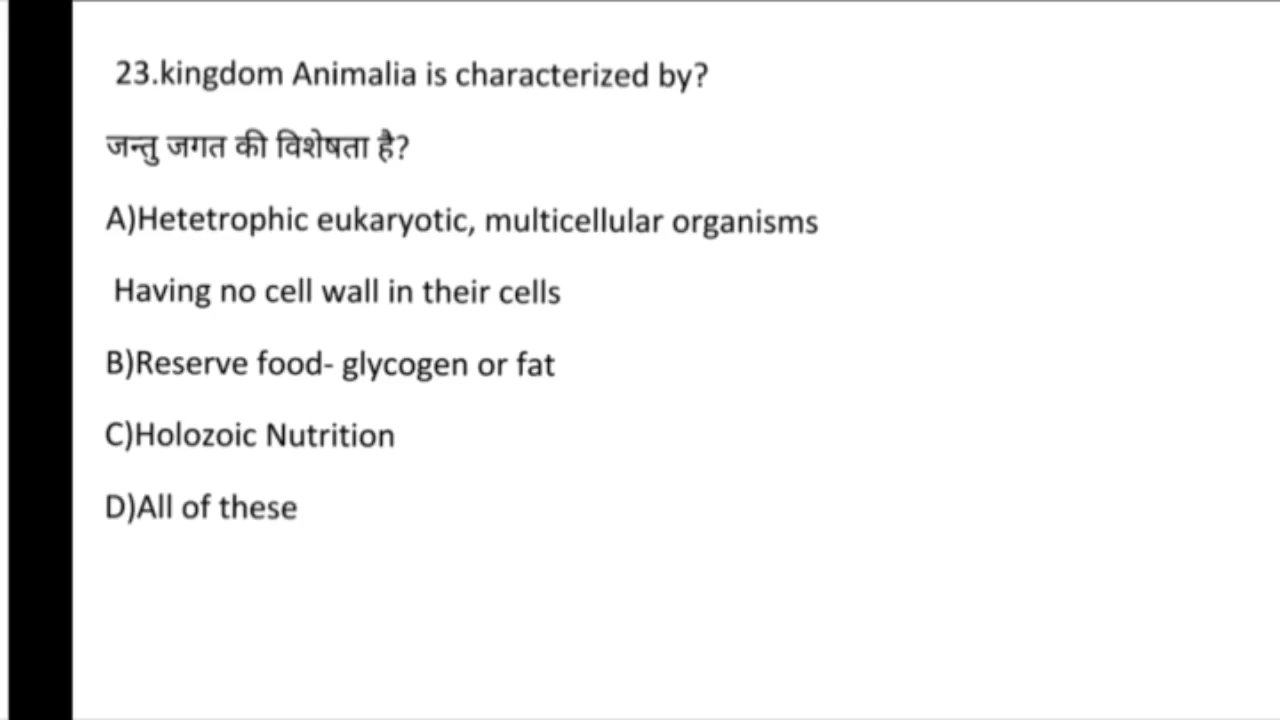 23.kingdom Animalia is characterized by?
जन्तु जगत की विशेषता है?
A)Hetetrophic eukaryotic, multicellular organisms
Having no cell wall in their cells
B)Reserve food- glycogen or fat
C)Holozoic Nutrition
D)All of these